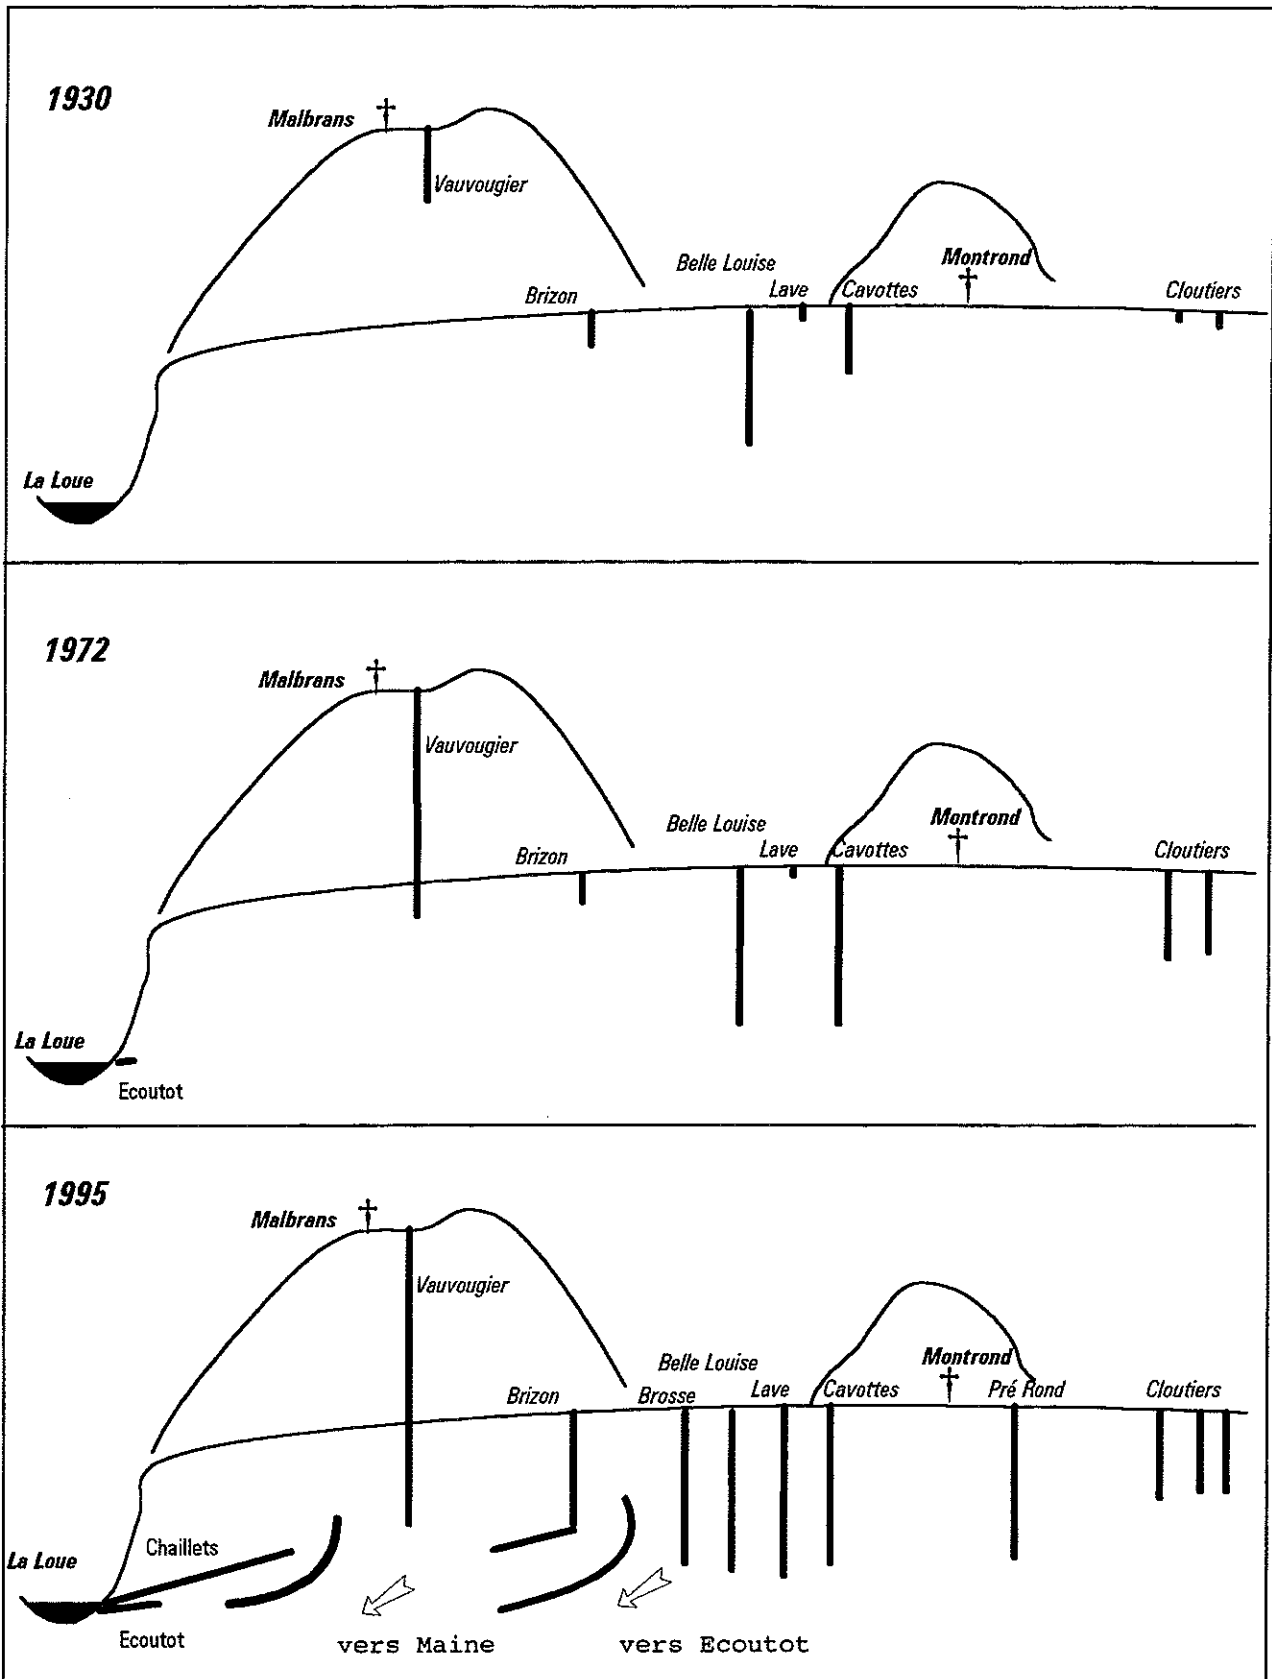 1930
Malbrans
Vauvougier
Belle Louise
Montrond
Brizon
Lave
Cavottes
Cloutiers
La Loue
1972
Malbrans
Vauvougier
Belle Louise
Montrond
Brizon
Lave
Cavottes
Cloutiers
La Loue
Ecoutot
1995
Malbrans
Vauvougier
Belle Louise
Montrond
Brizon
Brosse
Lave
Cavottes
Pré Rond
Cloutiers
Chaillets
La Loue
Ecoutot
vers Maine
vers Ecoutot